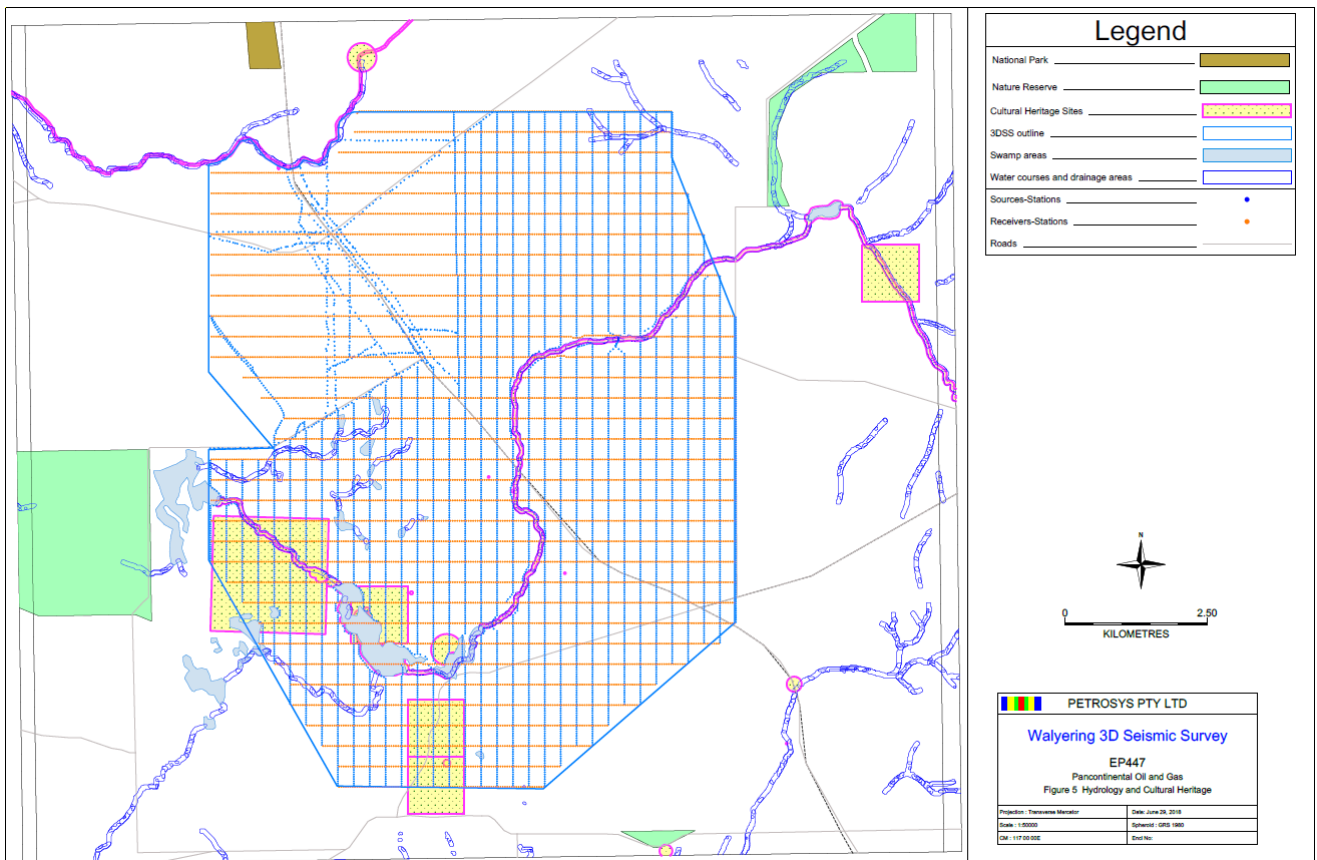 Legend
National Park
Nature Reserve
Cultural Heritage Sites
3DSS outline
Swamp areas
Water courses and drainage areas
Sources-Stations
Receivers-Stations
Roads
N
0 2.50
KILOMETRES
PETROSYS PTY LTD
Walyering 3D Seismic Survey
EP447
Pancontinental Oil and Gas
Figure 5 Hydrology and Cultural Heritage
Projection : Transverse Mercator Date: June 29, 2018
Scale : 1:50000 Spheroid : GRS 1980
CM : 117 00 00E Encl No: